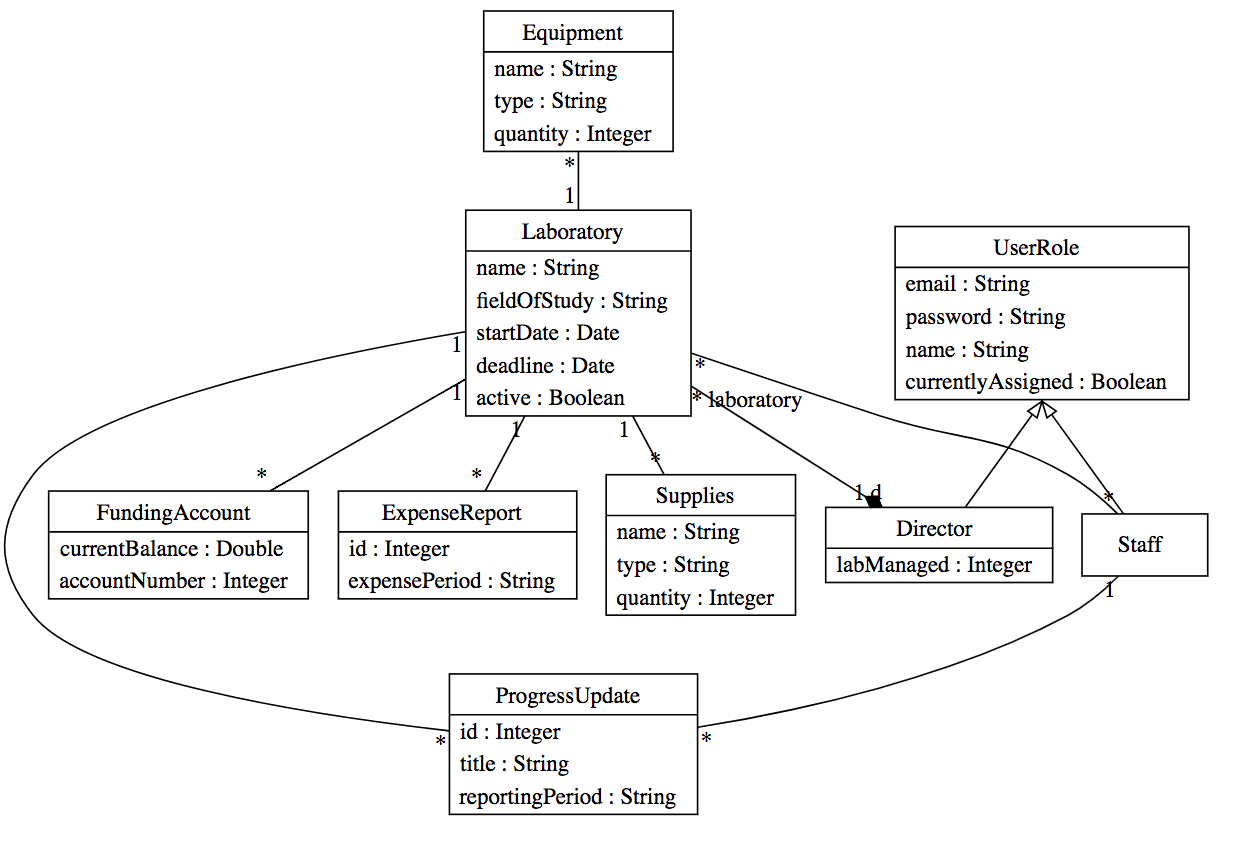 Equipment
name : String
type : String
quantity : Integer
*
1
Laboratory
name : String
fieldOfStudy : String
startDate : Date
deadline : Date
active : Boolean
UserRole
email : String
password : String
name : String
currentlyAssigned : Boolean
1
*
1
* laboratory
1
1
*
*
*
1 d
*
FundingAccount
currentBalance : Double
accountNumber : Integer
ExpenseReport
id : Integer
expensePeriod : String
Supplies
name : String
type : String
quantity : Integer
Director
labManaged : Integer
Staff
1
ProgressUpdate
id : Integer
title : String
reportingPeriod : String
*
*